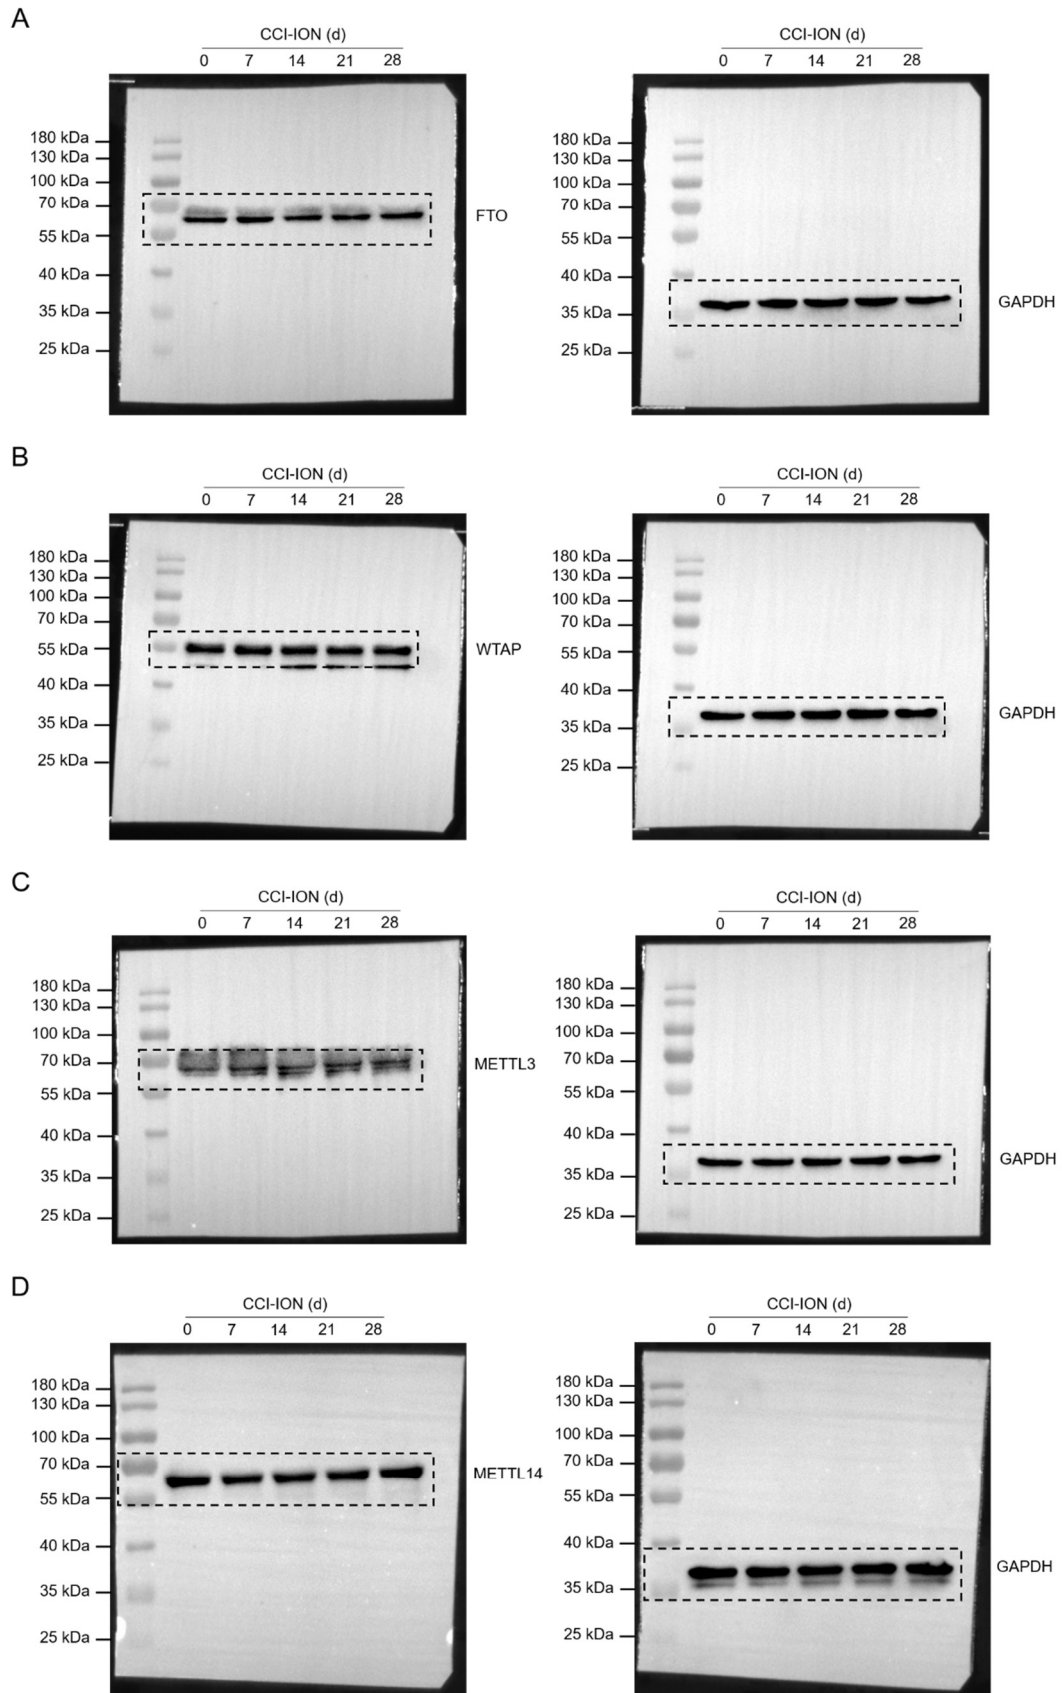 A
CCI-ION (d)
0 7 14 21 28
180 kDa
130 kDa
100 kDa
70 kDa
55 kDa
40 kDa
35 kDa
25 kDa
FTO
CCI-ION (d)
0 7 14 21 28
180 kDa
130 kDa
100 kDa
70 kDa
55 kDa
40 kDa
35 kDa
25 kDa
GAPDH
B
CCI-ION (d)
0 7 14 21 28
180 kDa
130 kDa
100 kDa
70 kDa
55 kDa
40 kDa
35 kDa
25 kDa
WTAP
CCI-ION (d)
0 7 14 21 28
180 kDa
130 kDa
100 kDa
70 kDa
55 kDa
40 kDa
35 kDa
25 kDa
GAPDH
C
CCI-ION (d)
0 7 14 21 28
180 kDa
130 kDa
100 kDa
70 kDa
55 kDa
40 kDa
35 kDa
25 kDa
METTL3
CCI-ION (d)
0 7 14 21 28
180 kDa
130 kDa
100 kDa
70 kDa
55 kDa
40 kDa
35 kDa
25 kDa
GAPDH
D
CCI-ION (d)
0 7 14 21 28
180 kDa
130 kDa
100 kDa
70 kDa
55 kDa
40 kDa
35 kDa
25 kDa
METTL14
CCI-ION (d)
0 7 14 21 28
180 kDa
130 kDa
100 kDa
70 kDa
55 kDa
40 kDa
35 kDa
25 kDa
GAPDH